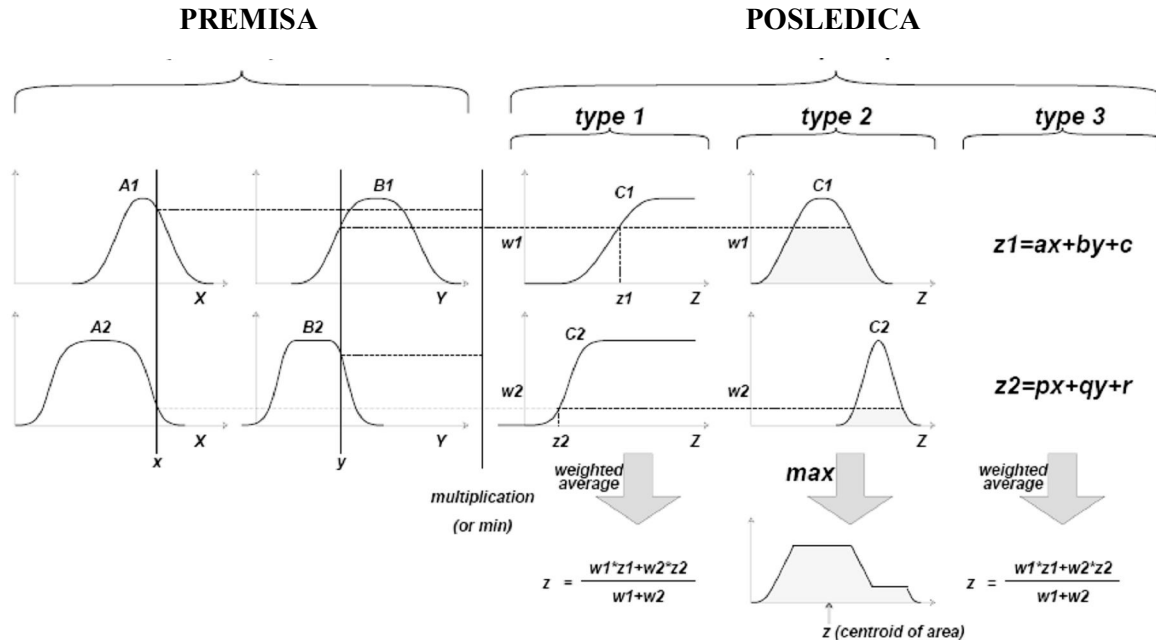 PREMISA
POSLEDICA
type 1
type 2
type 3
A1
B1
C1
C1
w1
w1
z1=ax+by+c
X
Y
z1
Z
Z
A2
B2
C2
C2
w2
w2
z2=px+qy+r
X
Y
z2
Z
Z
x
y
multiplication
(or min)
weighted
average
max
weighted
average
z = w1*z1+w2*z2
w1+w2
z = w1*z1+w2*z2
w1+w2
z (centroid of area)